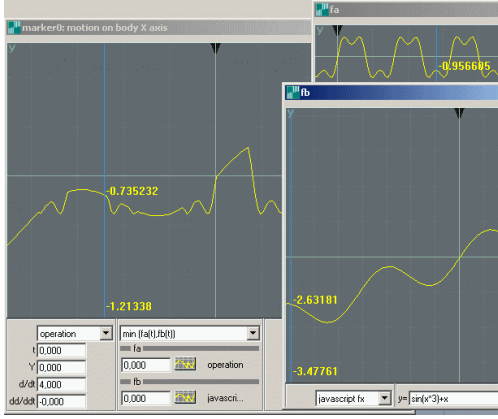 marker0: motion on body X axis
fa
y
y
-0.956605
fb
y
-0.735232
-1.21338
-2.63181
-3.47761
operation
min (fa(t),fb(t))
t 0,000
fa
Y 0,000
0,000 operation
d/dt 4,000
fb
dd/ddt -0,000
0,000 javascri...
javascript fx y= sin(x*3)+x